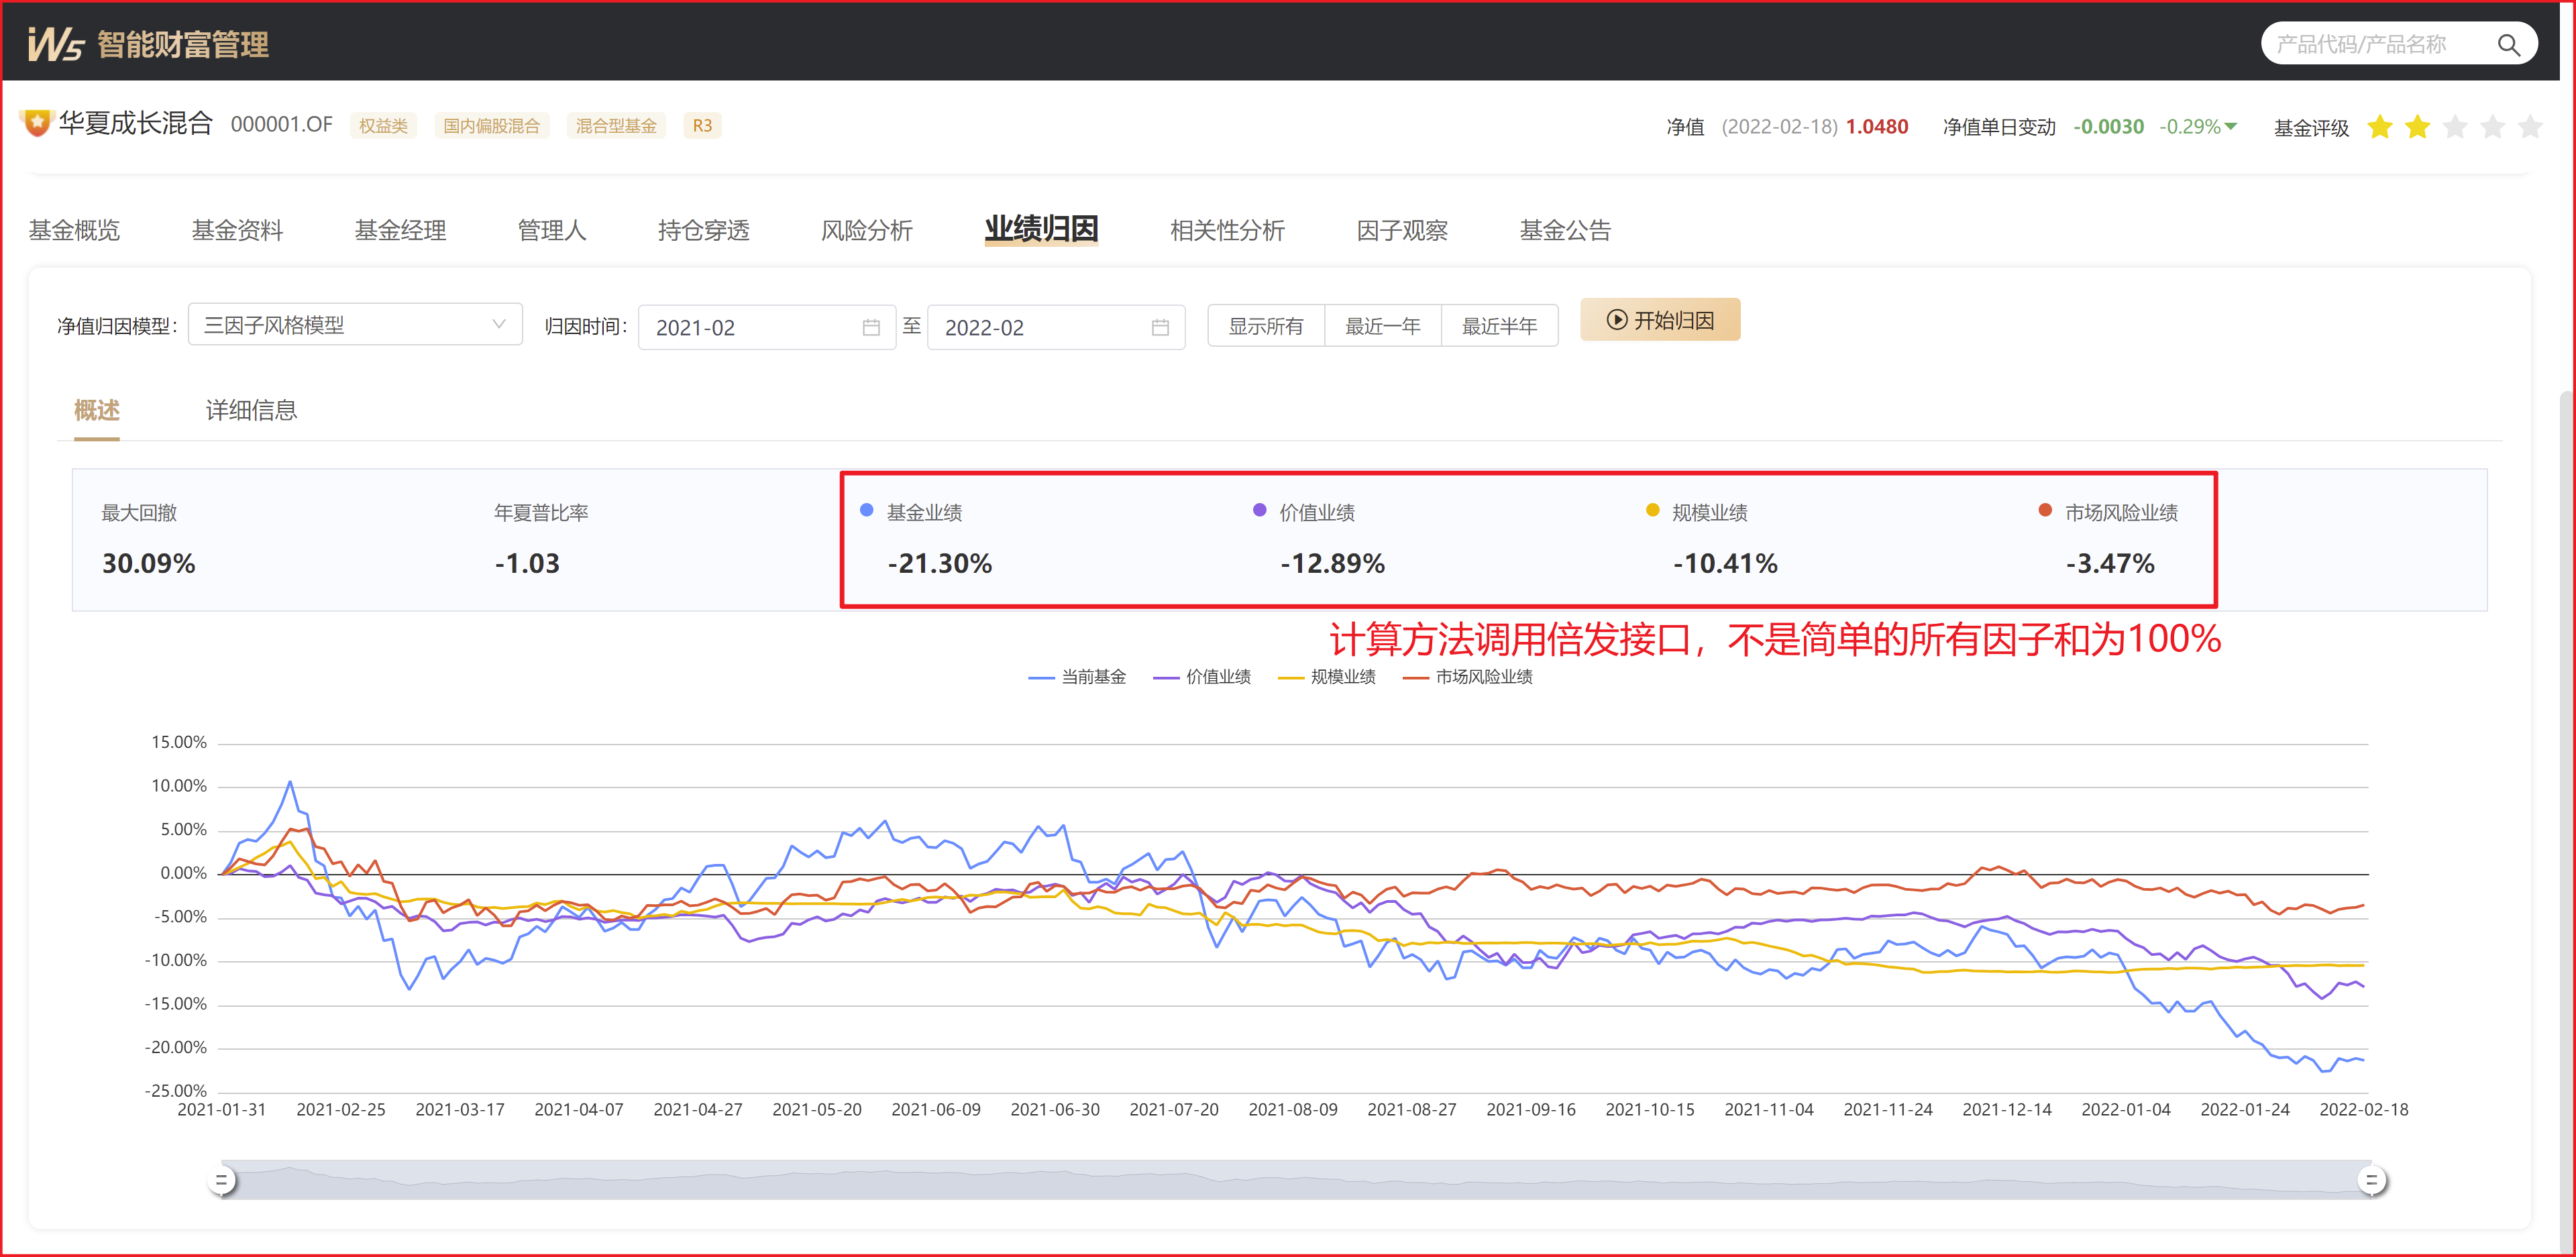 iW5 智能财富管理 产品代码/产品名称
华夏成长混合 000001.OF 权益类 国内偏股混合 混合型基金 R3 净值 (2022-02-18) 1.0480 净值单日变动 -0.0030 -0.29% 基金评级
基金概览 基金资料 基金经理 管理人 持仓穿透 风险分析 业绩归因 相关性分析 因子观察 基金公告
净值归因模型: 三因子风格模型 归因时间: 2021-02 至 2022-02 显示所有 最近一年 最近半年 开始归因
概述 详细信息
最大回撤 年夏普比率 基金业绩 价值业绩 规模业绩 市场风险业绩
30.09% -1.03 -21.30% -12.89% -10.41% -3.47%
计算方法调用倍发接口，不是简单的所有因子和为100%
当前基金 价值业绩 规模业绩 市场风险业绩
15.00%
10.00%
5.00%
0.00%
-5.00%
-10.00%
-15.00%
-20.00%
-25.00%
2021-01-31 2021-02-25 2021-03-17 2021-04-07 2021-04-27 2021-05-20 2021-06-09 2021-06-30 2021-07-20 2021-08-09 2021-08-27 2021-09-16 2021-10-15 2021-11-04 2021-11-24 2021-12-14 2022-01-04 2022-01-24 2022-02-18